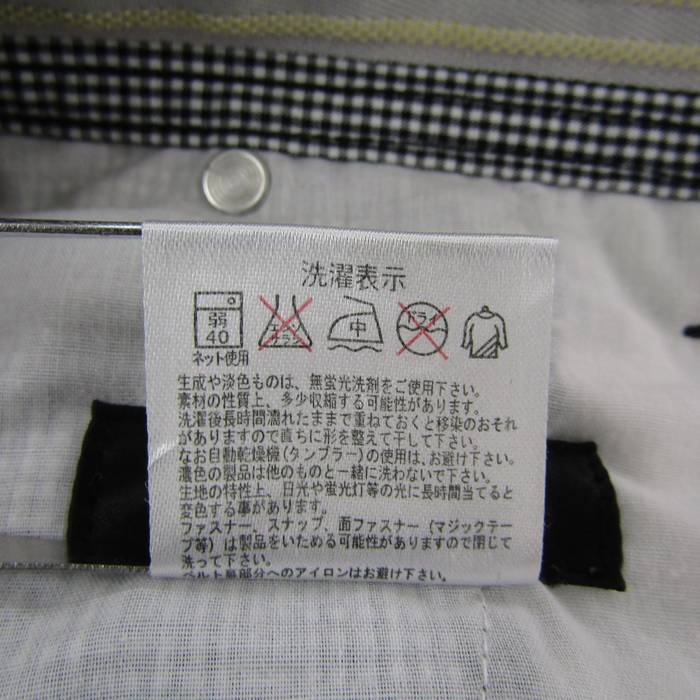 洗濯表示
弱
40
エンソ
サラシ
中
ドライ
ネット使用
生成や淡色ものは、無蛍光洗剤をご使用下さい。
素材の性質上、多少収縮する可能性があります。
洗濯後長時間濡れたままで重ねておくと移染のおそれ
がありますので直ちに形を整えて干して下さい。
なお自動乾燥機(タンブラー)の使用は、お避け下さい。
濃色の製品は他のものと一緒に洗わないで下さい。
生地の特性上、日光や蛍光灯等の光に長時間当てると
変色する事があります。
ファスナー、スナップ、面ファスナー(マジックテー
プ等)は製品をいためる可能性がありますので閉じて
洗って下さい。
ベルト裏部分へのアイロンはお避け下さい。